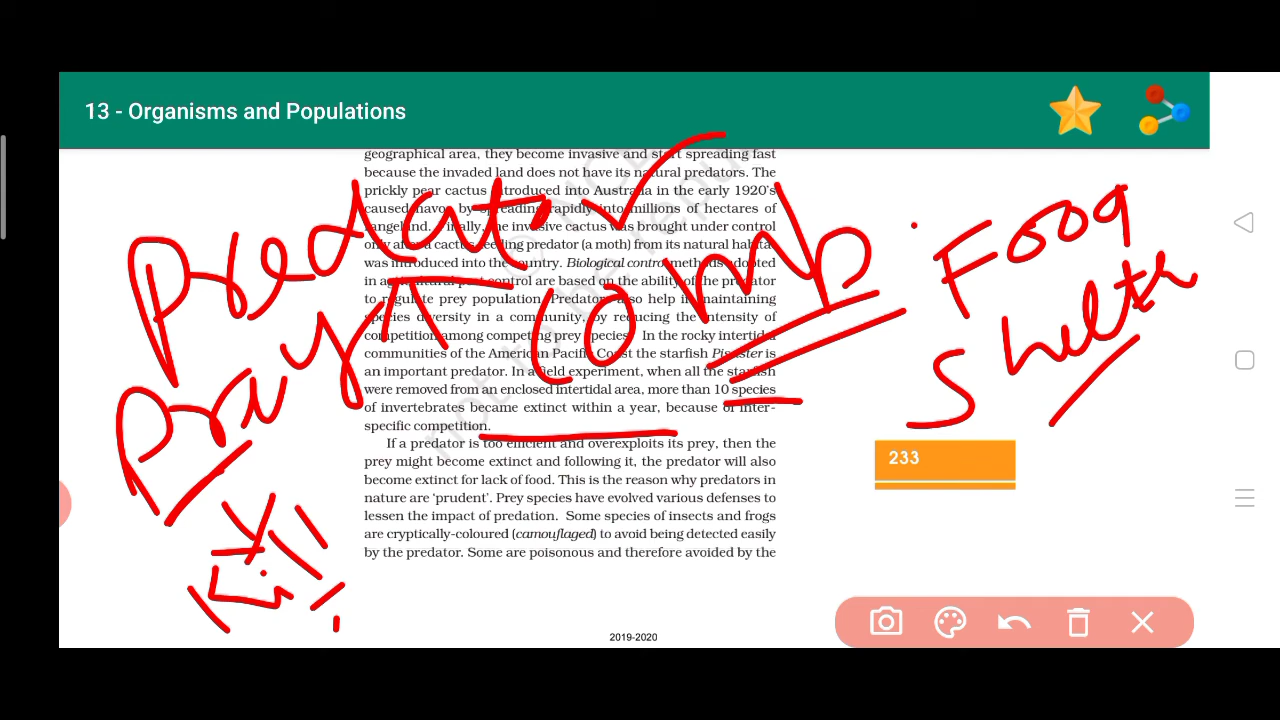 13 - Organisms and Populations
geographical area, they become invasive and start spreading fast
because the invaded land does not have its natural predators. The
prickly pear cactus introduced into Australia in the early 1920's
caused havoc by spreading rapidly into millions of hectares of
rangeland. Finally, the invasive cactus was brought under control
only after a cactus-feeding predator (a moth) from its natural habitat
was introduced into the country. Biological control methods adopted
in agricultural pest control are based on the ability of the predator
to regulate prey population. Predators also help in maintaining
species diversity in a community, by reducing the intensity of
competition among competing prey species. In the rocky intertidal
communities of the American Pacific Coast the starfish Pisaster is
an important predator. In a field experiment, when all the starfish
were removed from an enclosed intertidal area, more than 10 species
of invertebrates became extinct within a year, because of inter-
specific competition.
If a predator is too efficient and overexploits its prey, then the
prey might become extinct and following it, the predator will also
become extinct for lack of food. This is the reason why predators in
nature are 'prudent'. Prey species have evolved various defenses to
lessen the impact of predation. Some species of insects and frogs
are cryptically-coloured (camouflaged) to avoid being detected easily
by the predator. Some are poisonous and therefore avoided by the
233
2019-2020
Predator
Pray
Comp
Food